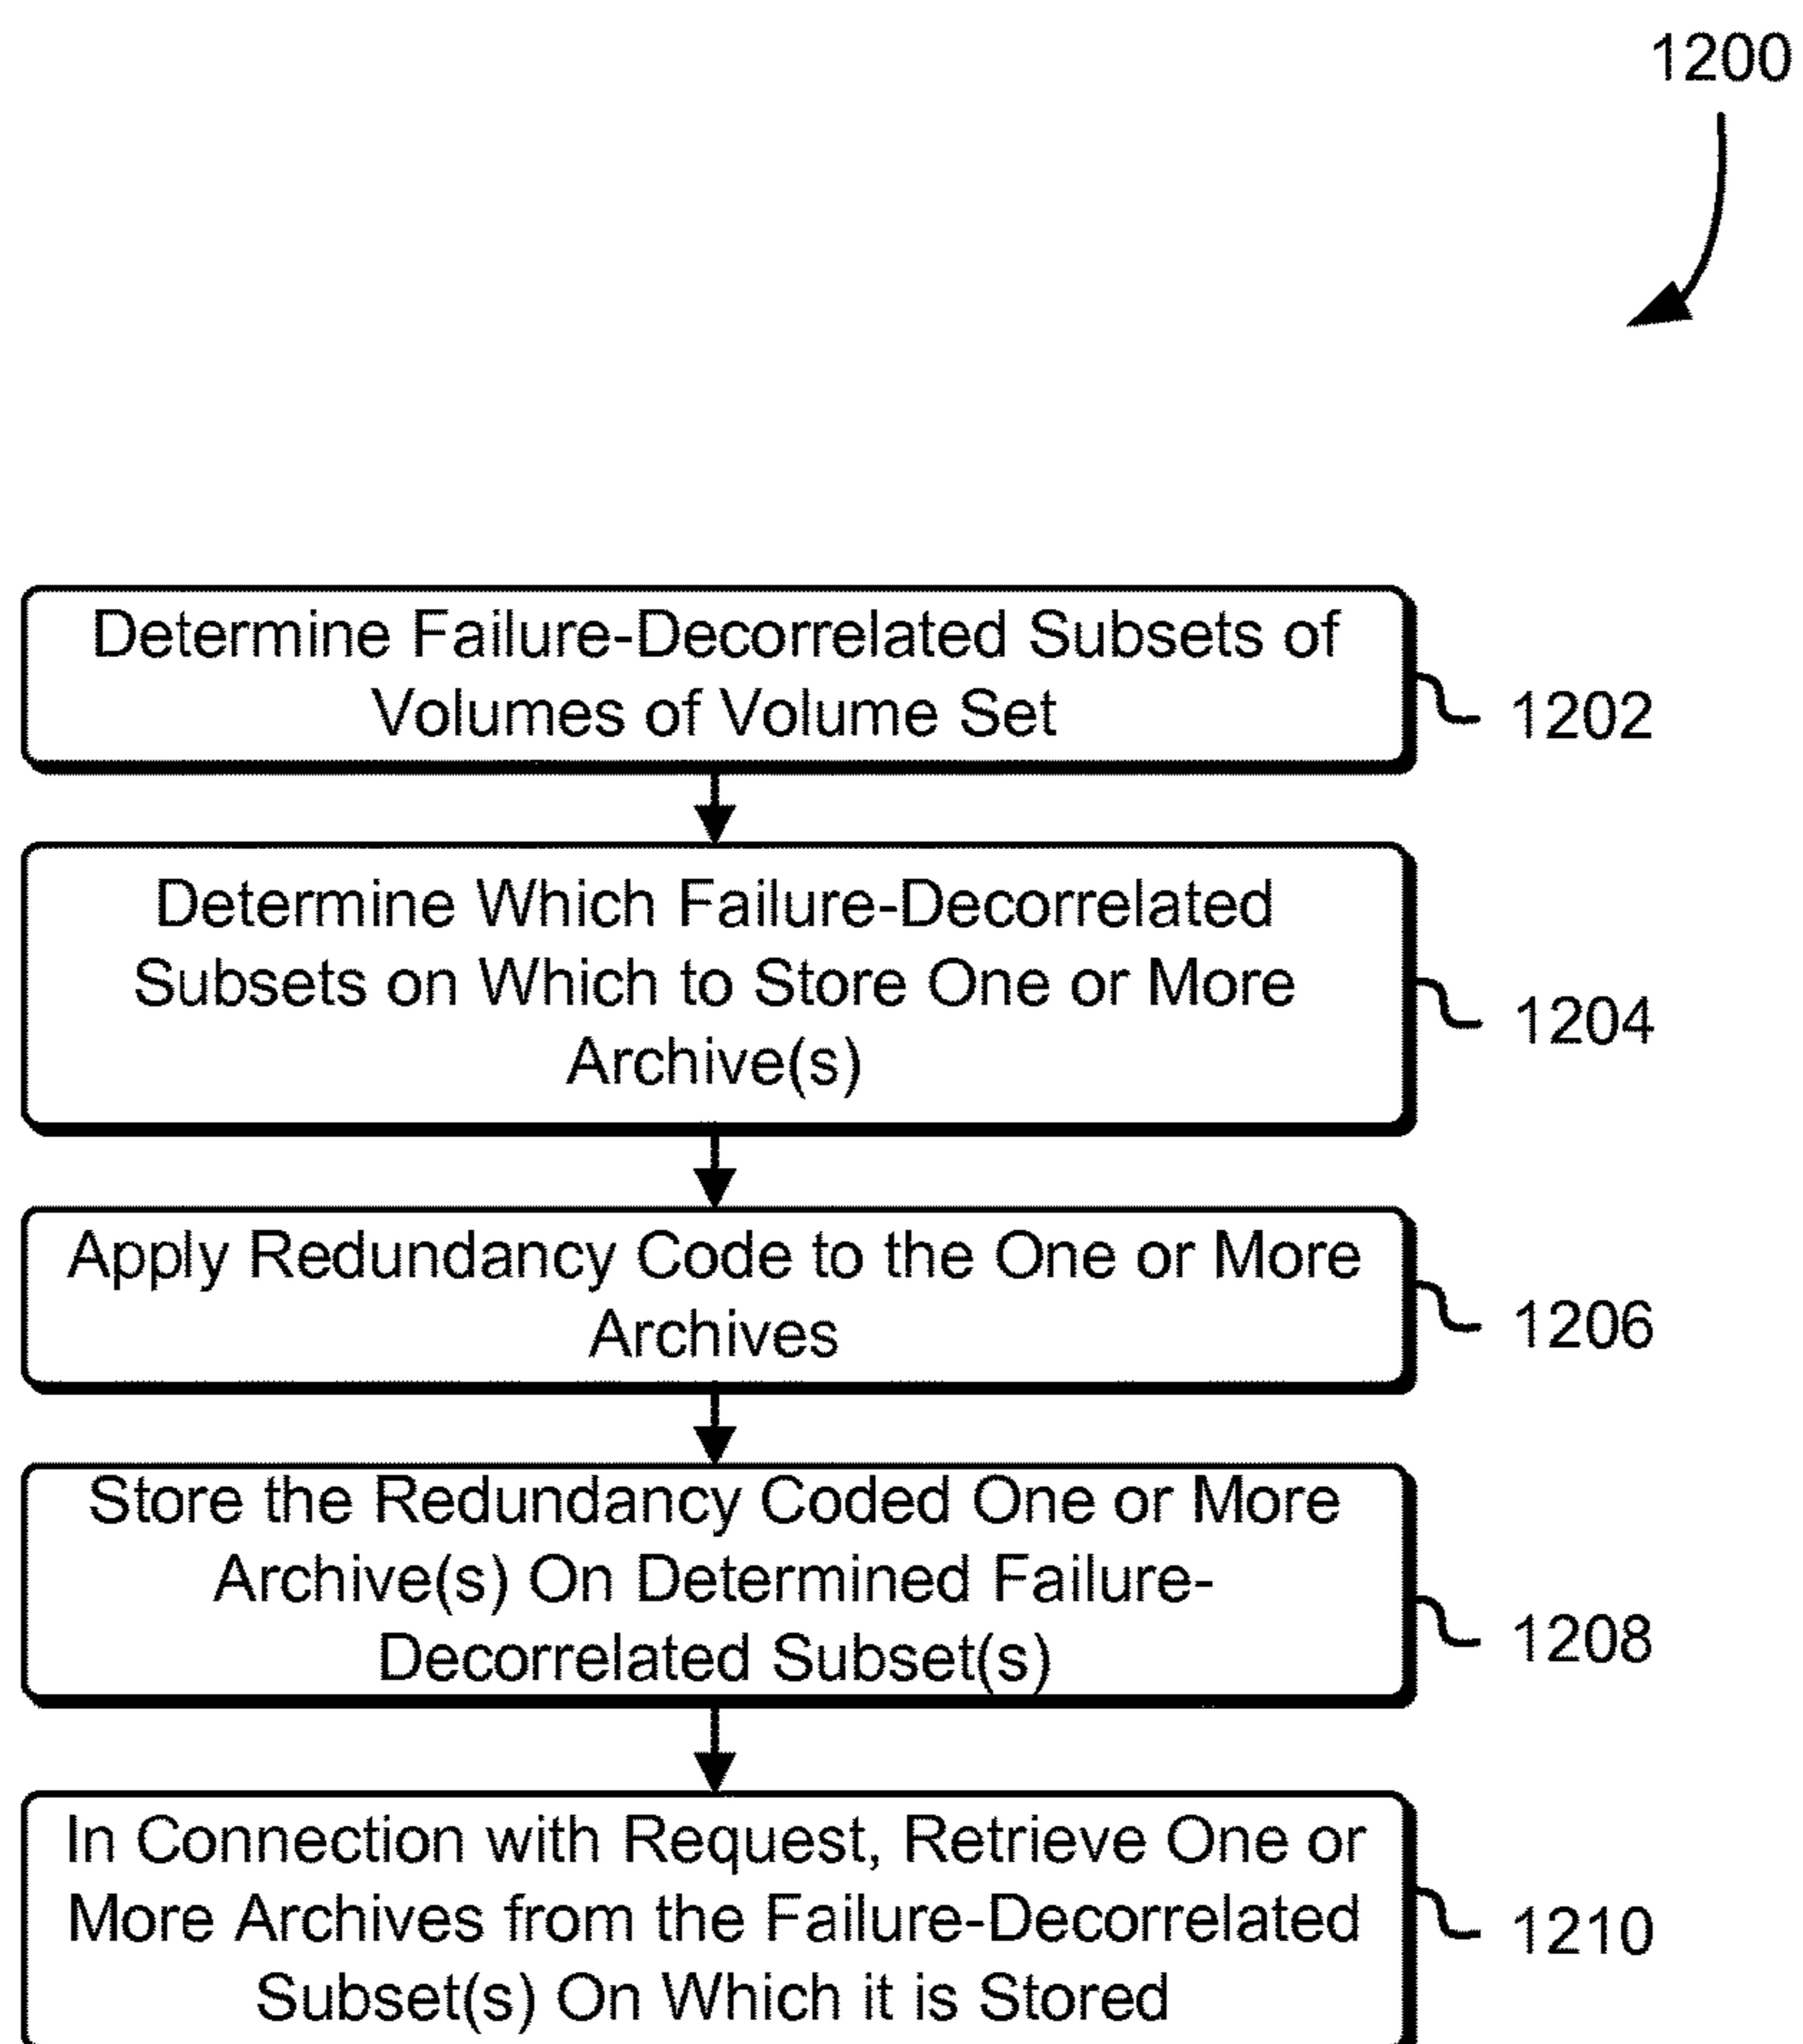 1200
Determine Failure-Decorrelated Subsets of
Volumes of Volume Set
1202
Determine Which Failure-Decorrelated
Subsets on Which to Store One or More
Archive(s)
1204
Apply Redundancy Code to the One or More
Archives
1206
Store the Redundancy Coded One or More
Archive(s) On Determined Failure-
Decorrelated Subset(s)
1208
In Connection with Request, Retrieve One or
More Archives from the Failure-Decorrelated
Subset(s) On Which it is Stored
1210